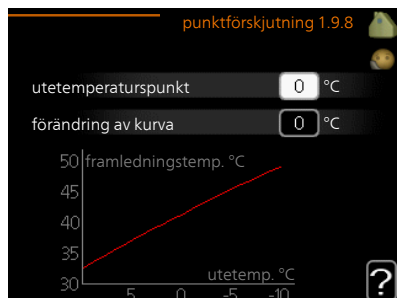 punktförskjutning 1.9.8
utetemperaturspunkt 0 °C
förändring av kurva 0 °C
50 framledningstemp. °C
45
40
35
30 utetemp. °C
5 0 -5 -10
?